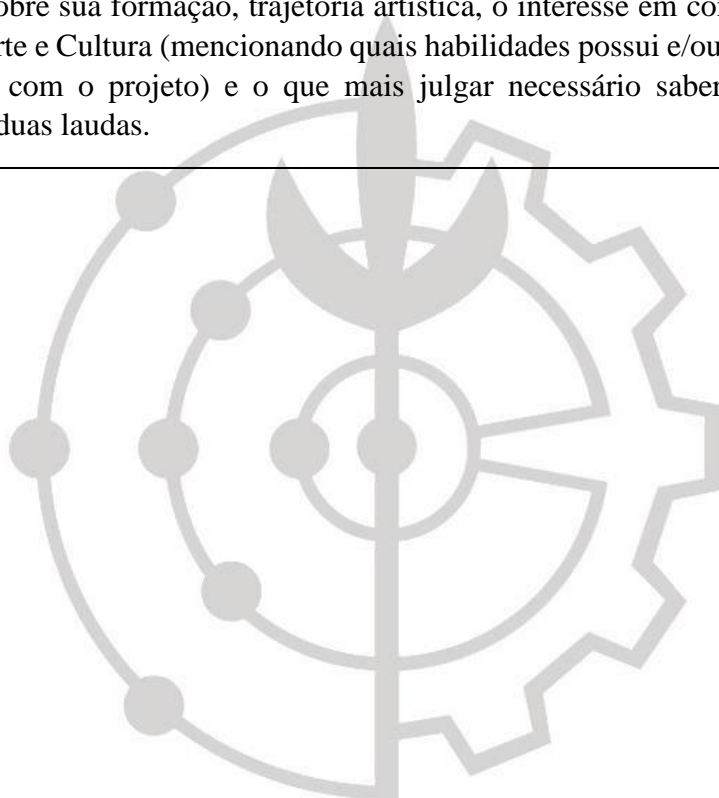 obre sua formação, trajetória artística, o interesse em co
rte e Cultura (mencionando quais habilidades possui e/ou
com o projeto) e o que mais julgar necessário saber
duas laudas.